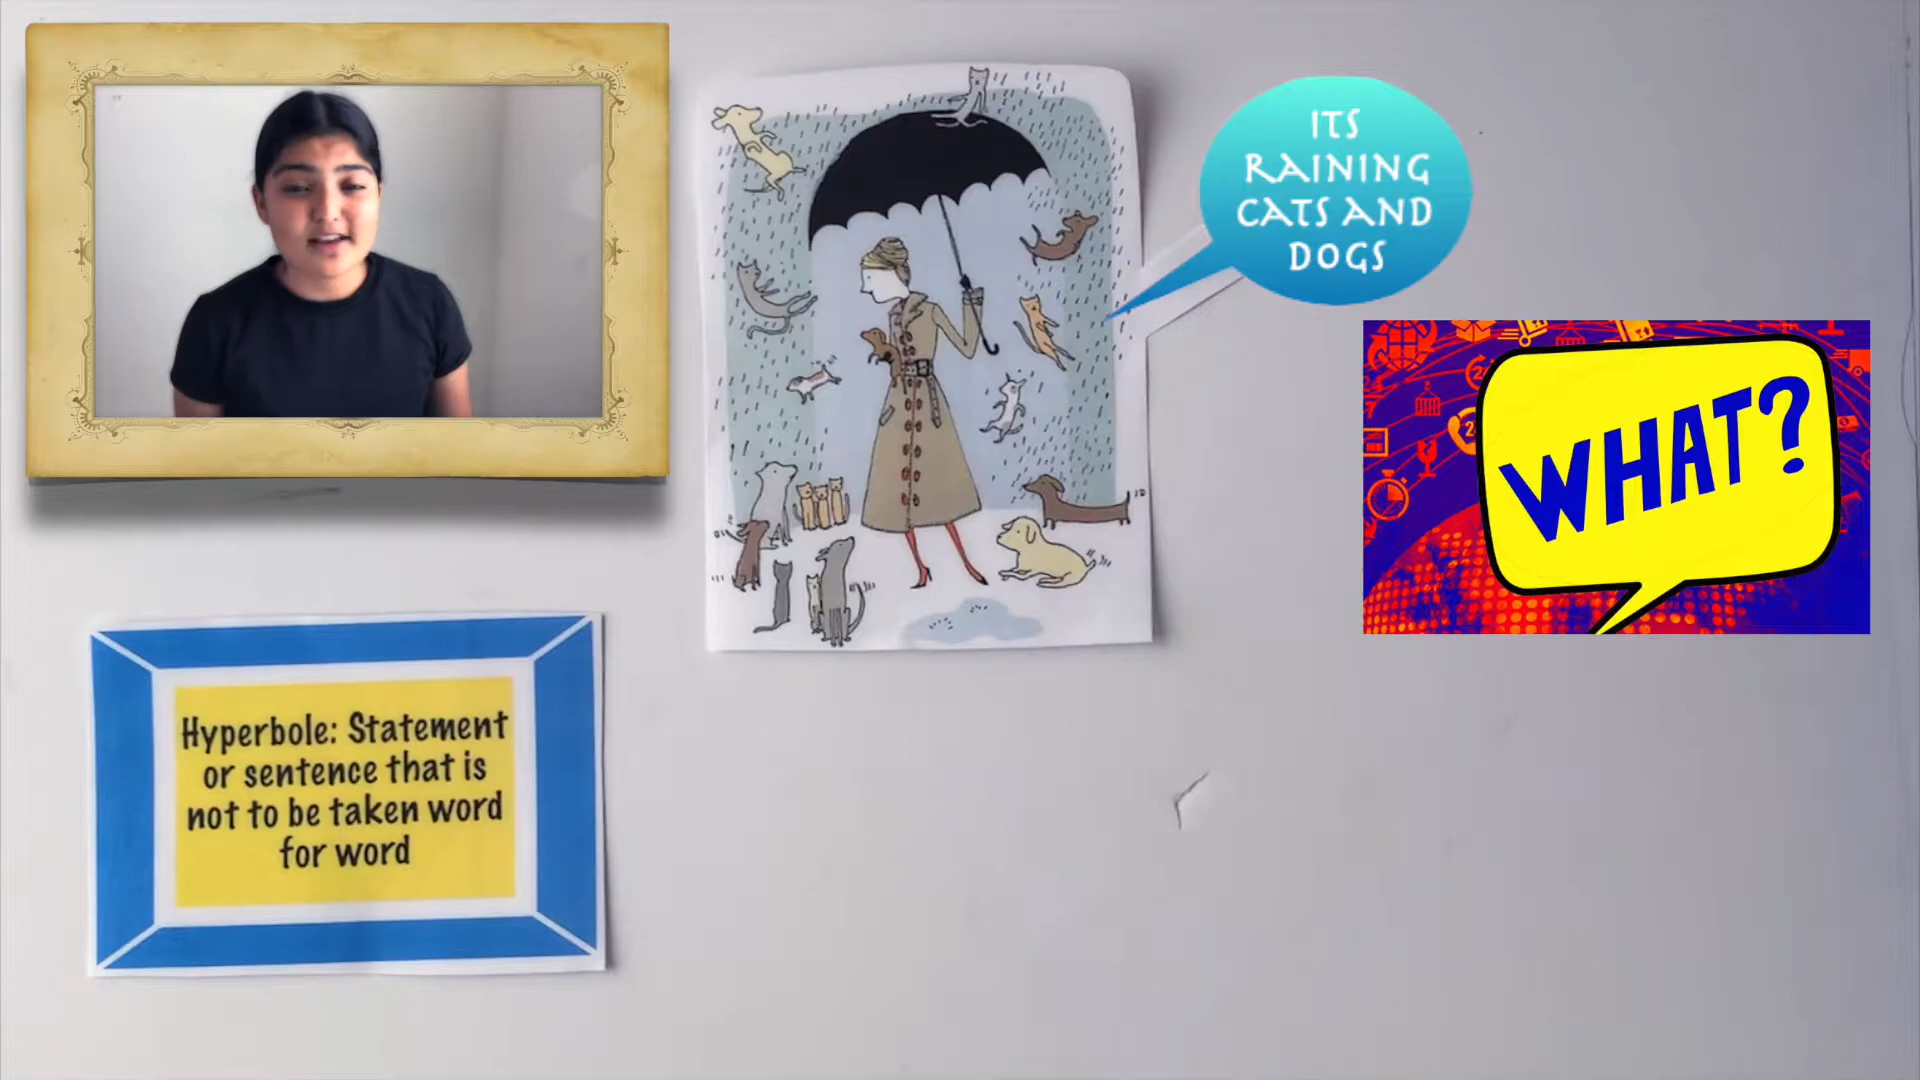 ITS
RAINING
CATS AND
DOGS
WHAT?
Hyperbole: Statement
or sentence that is
not to be taken word
for word